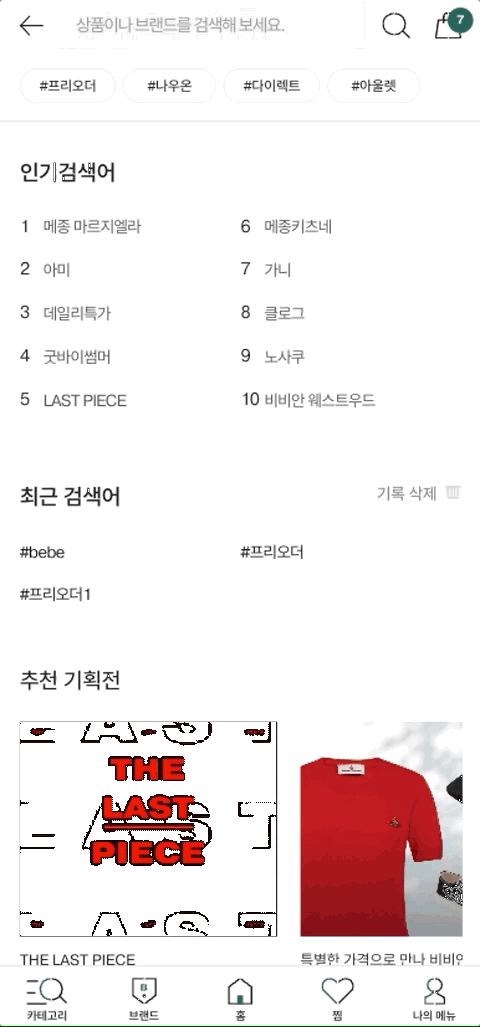 상품이나 브랜드를 검색해 보세요.
7
#프리오더 #나우온 #다이렉트 #아울렛
인기검색어
1 메종 마르지엘라
2 아미
3 데일리특가
4 굿바이썸머
5 LAST PIECE
6 메종키츠네
7 가니
8 클로그
9 노사쿠
10 비비안 웨스트우드
최근 검색어
기록 삭제
#bebe
#프리오더
#프리오더1
추천 기획전
THE
LAST
PIECE
THE LAST PIECE
특별한 가격으로 만나 비비안
B
카테고리 브랜드 홈 찜 나의 메뉴